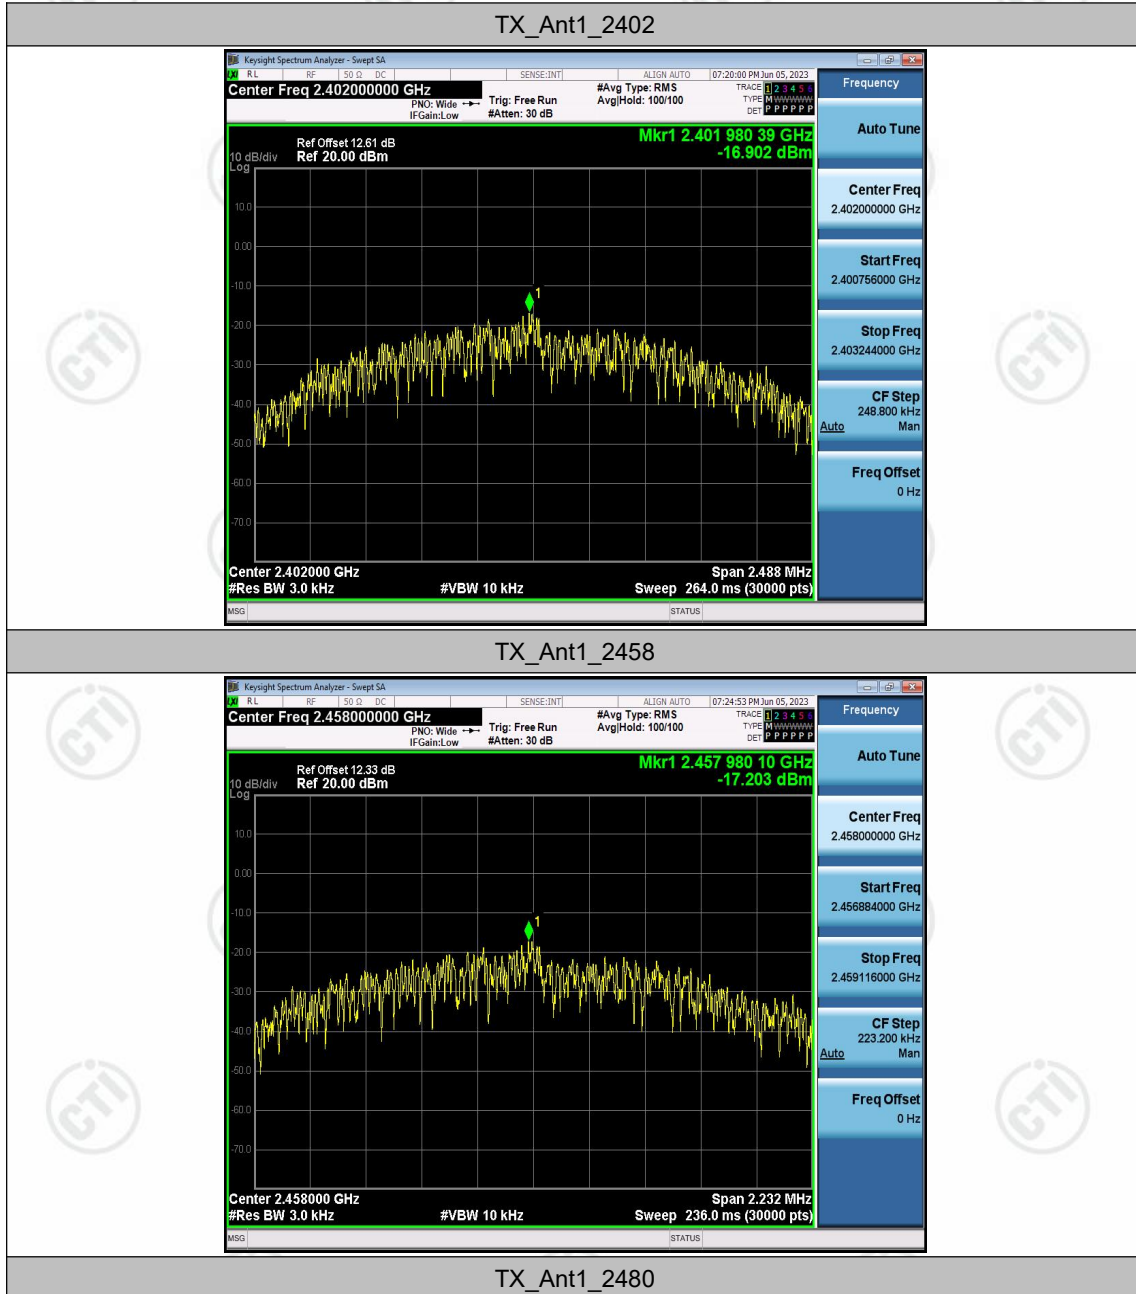 TX_Ant1_2402
Keysight Spectrum Analyzer - Swept SA
LXI RL RF 50 Ω DC SENSE:INT ALIGN AUTO 07:20:00 PM Jun 05, 2023
Center Freq 2.402000000 GHz
PNO: Wide
IFGain:Low
Trig: Free Run
#Atten: 30 dB
#Avg Type: RMS
Avg|Hold: 100/100
TRACE 1 2 3 4 5 6
TYPE M WWWWW
DET P P P P P P
Mkr1 2.401 980 39 GHz
-16.902 dBm
Ref Offset 12.61 dB
10 dB/div Ref 20.00 dBm
Log
10.0
0.00
-10.0
-20.0
-30.0
-40.0
-50.0
-60.0
-70.0
1
Center 2.402000 GHz Span 2.488 MHz
#Res BW 3.0 kHz #VBW 10 kHz Sweep 264.0 ms (30000 pts)
MSG STATUS
Frequency
Auto Tune
Center Freq
2.402000000 GHz
Start Freq
2.400756000 GHz
Stop Freq
2.403244000 GHz
CF Step
248.800 kHz
Auto Man
Freq Offset
0 Hz
TX_Ant1_2458
Keysight Spectrum Analyzer - Swept SA
LXI RL RF 50 Ω DC SENSE:INT ALIGN AUTO 07:24:53 PM Jun 05, 2023
Center Freq 2.458000000 GHz
PNO: Wide
IFGain:Low
Trig: Free Run
#Atten: 30 dB
#Avg Type: RMS
Avg|Hold: 100/100
TRACE 1 2 3 4 5 6
TYPE M WWWWW
DET P P P P P P
Mkr1 2.457 980 10 GHz
-17.203 dBm
Ref Offset 12.33 dB
10 dB/div Ref 20.00 dBm
Log
10.0
0.00
-10.0
-20.0
-30.0
-40.0
-50.0
-60.0
-70.0
1
Center 2.458000 GHz Span 2.232 MHz
#Res BW 3.0 kHz #VBW 10 kHz Sweep 236.0 ms (30000 pts)
MSG STATUS
Frequency
Auto Tune
Center Freq
2.458000000 GHz
Start Freq
2.456884000 GHz
Stop Freq
2.459116000 GHz
CF Step
223.200 kHz
Auto Man
Freq Offset
0 Hz
TX_Ant1_2480
CTI
CTI
CTI
CTI
CTI
CTI